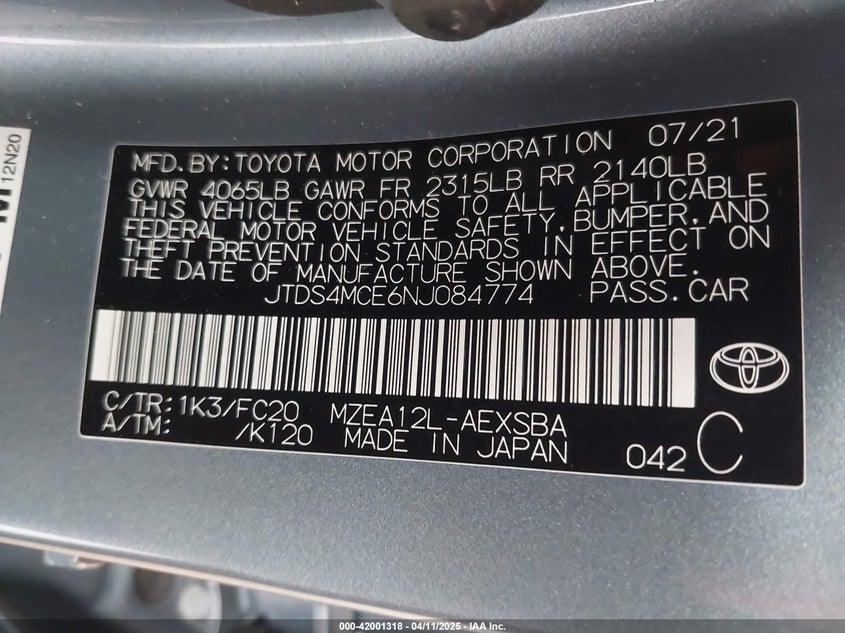 12N20
MFD.BY:TOYOTA MOTOR CORPORATION 07/21
GVWR 4065LB GAWR FR 2315LB RR 2140LB
THIS VEHICLE CONFORMS TO ALL APPLICABLE
FEDERAL MOTOR VEHICLE SAFETY,BUMPER,AND
THEFT PREVENTION STANDARDS IN EFFECT ON
THE DATE OF MANUFACTURE SHOWN ABOVE.
JTDS4MCE6NJ084774 PASS.CAR
C/TR:1K3/FC20 MZEA12L-AEXSBA
A/TM: /K120 MADE IN JAPAN 042 C
000-42001318 - 04/11/2025 - IAA Inc.